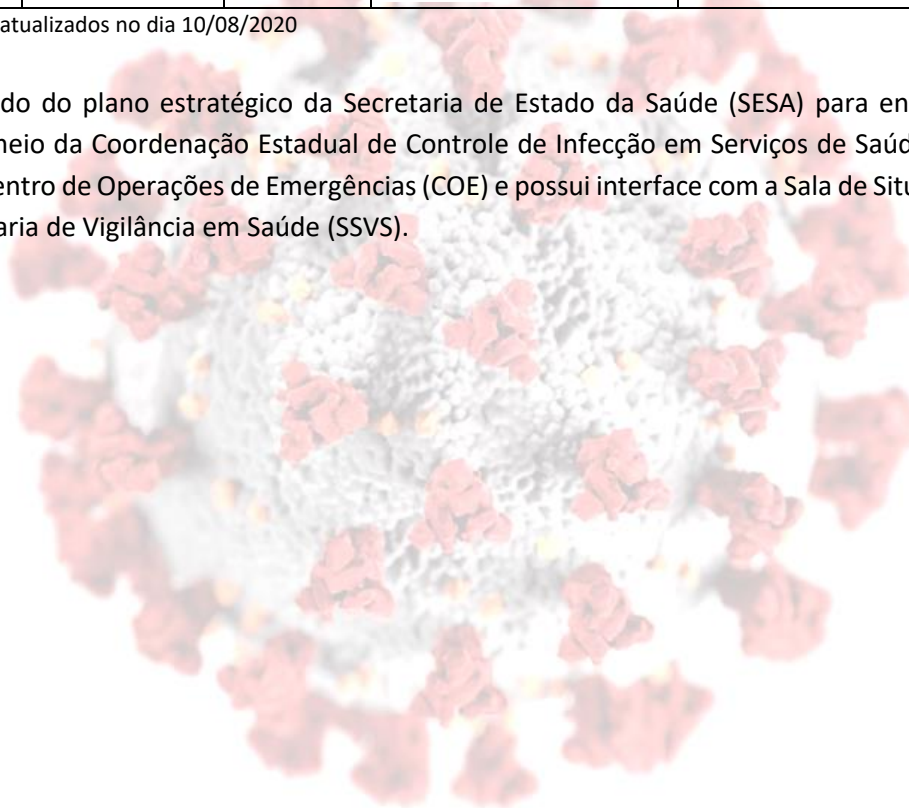 atualizados no dia 10/08/2020
do do plano estratégico da Secretaria de Estado da Saúde (SESA) para en
meio da Coordenação Estadual de Controle de Infecção em Serviços de Saúd
entro de Operações de Emergências (COE) e possui interface com a Sala de Situ
aria de Vigilância em Saúde (SSVS).